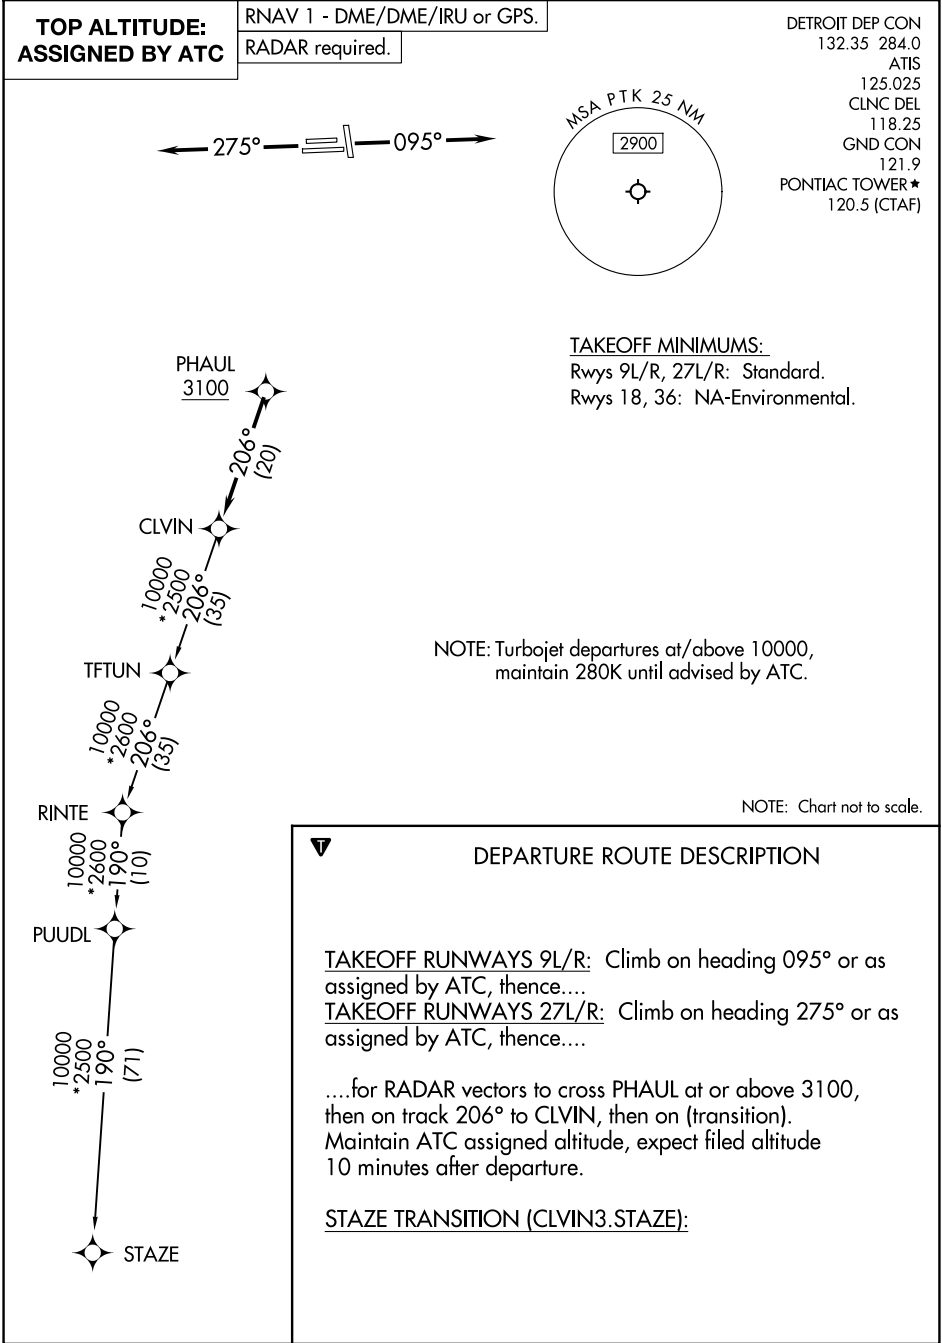 TOP ALTITUDE:
ASSIGNED BY ATC
RNAV 1 - DME/DME/IRU or GPS.
RADAR required.
DETROIT DEP CON
132.35 284.0
ATIS
125.025
CLNC DEL
118.25
GND CON
121.9
PONTIAC TOWER★
120.5 (CTAF)
275°
095°
MSA PTK 25 NM
2900
TAKEOFF MINIMUMS:
Rwys 9L/R, 27L/R: Standard.
Rwys 18, 36: NA-Environmental.
PHAUL
3100
206°
(20)
CLVIN
10000
*2500
206°
(35)
TFTUN
10000
*2600
206°
(35)
RINTE
10000
*2600
190°
(10)
PUUDL
10000
*2500
190°
(71)
STAZE
NOTE: Turbojet departures at/above 10000,
maintain 280K until advised by ATC.
NOTE: Chart not to scale.
T
DEPARTURE ROUTE DESCRIPTION
TAKEOFF RUNWAYS 9L/R: Climb on heading 095° or as
assigned by ATC, thence....
TAKEOFF RUNWAYS 27L/R: Climb on heading 275° or as
assigned by ATC, thence....
....for RADAR vectors to cross PHAUL at or above 3100,
then on track 206° to CLVIN, then on (transition).
Maintain ATC assigned altitude, expect filed altitude
10 minutes after departure.
STAZE TRANSITION (CLVIN3.STAZE):